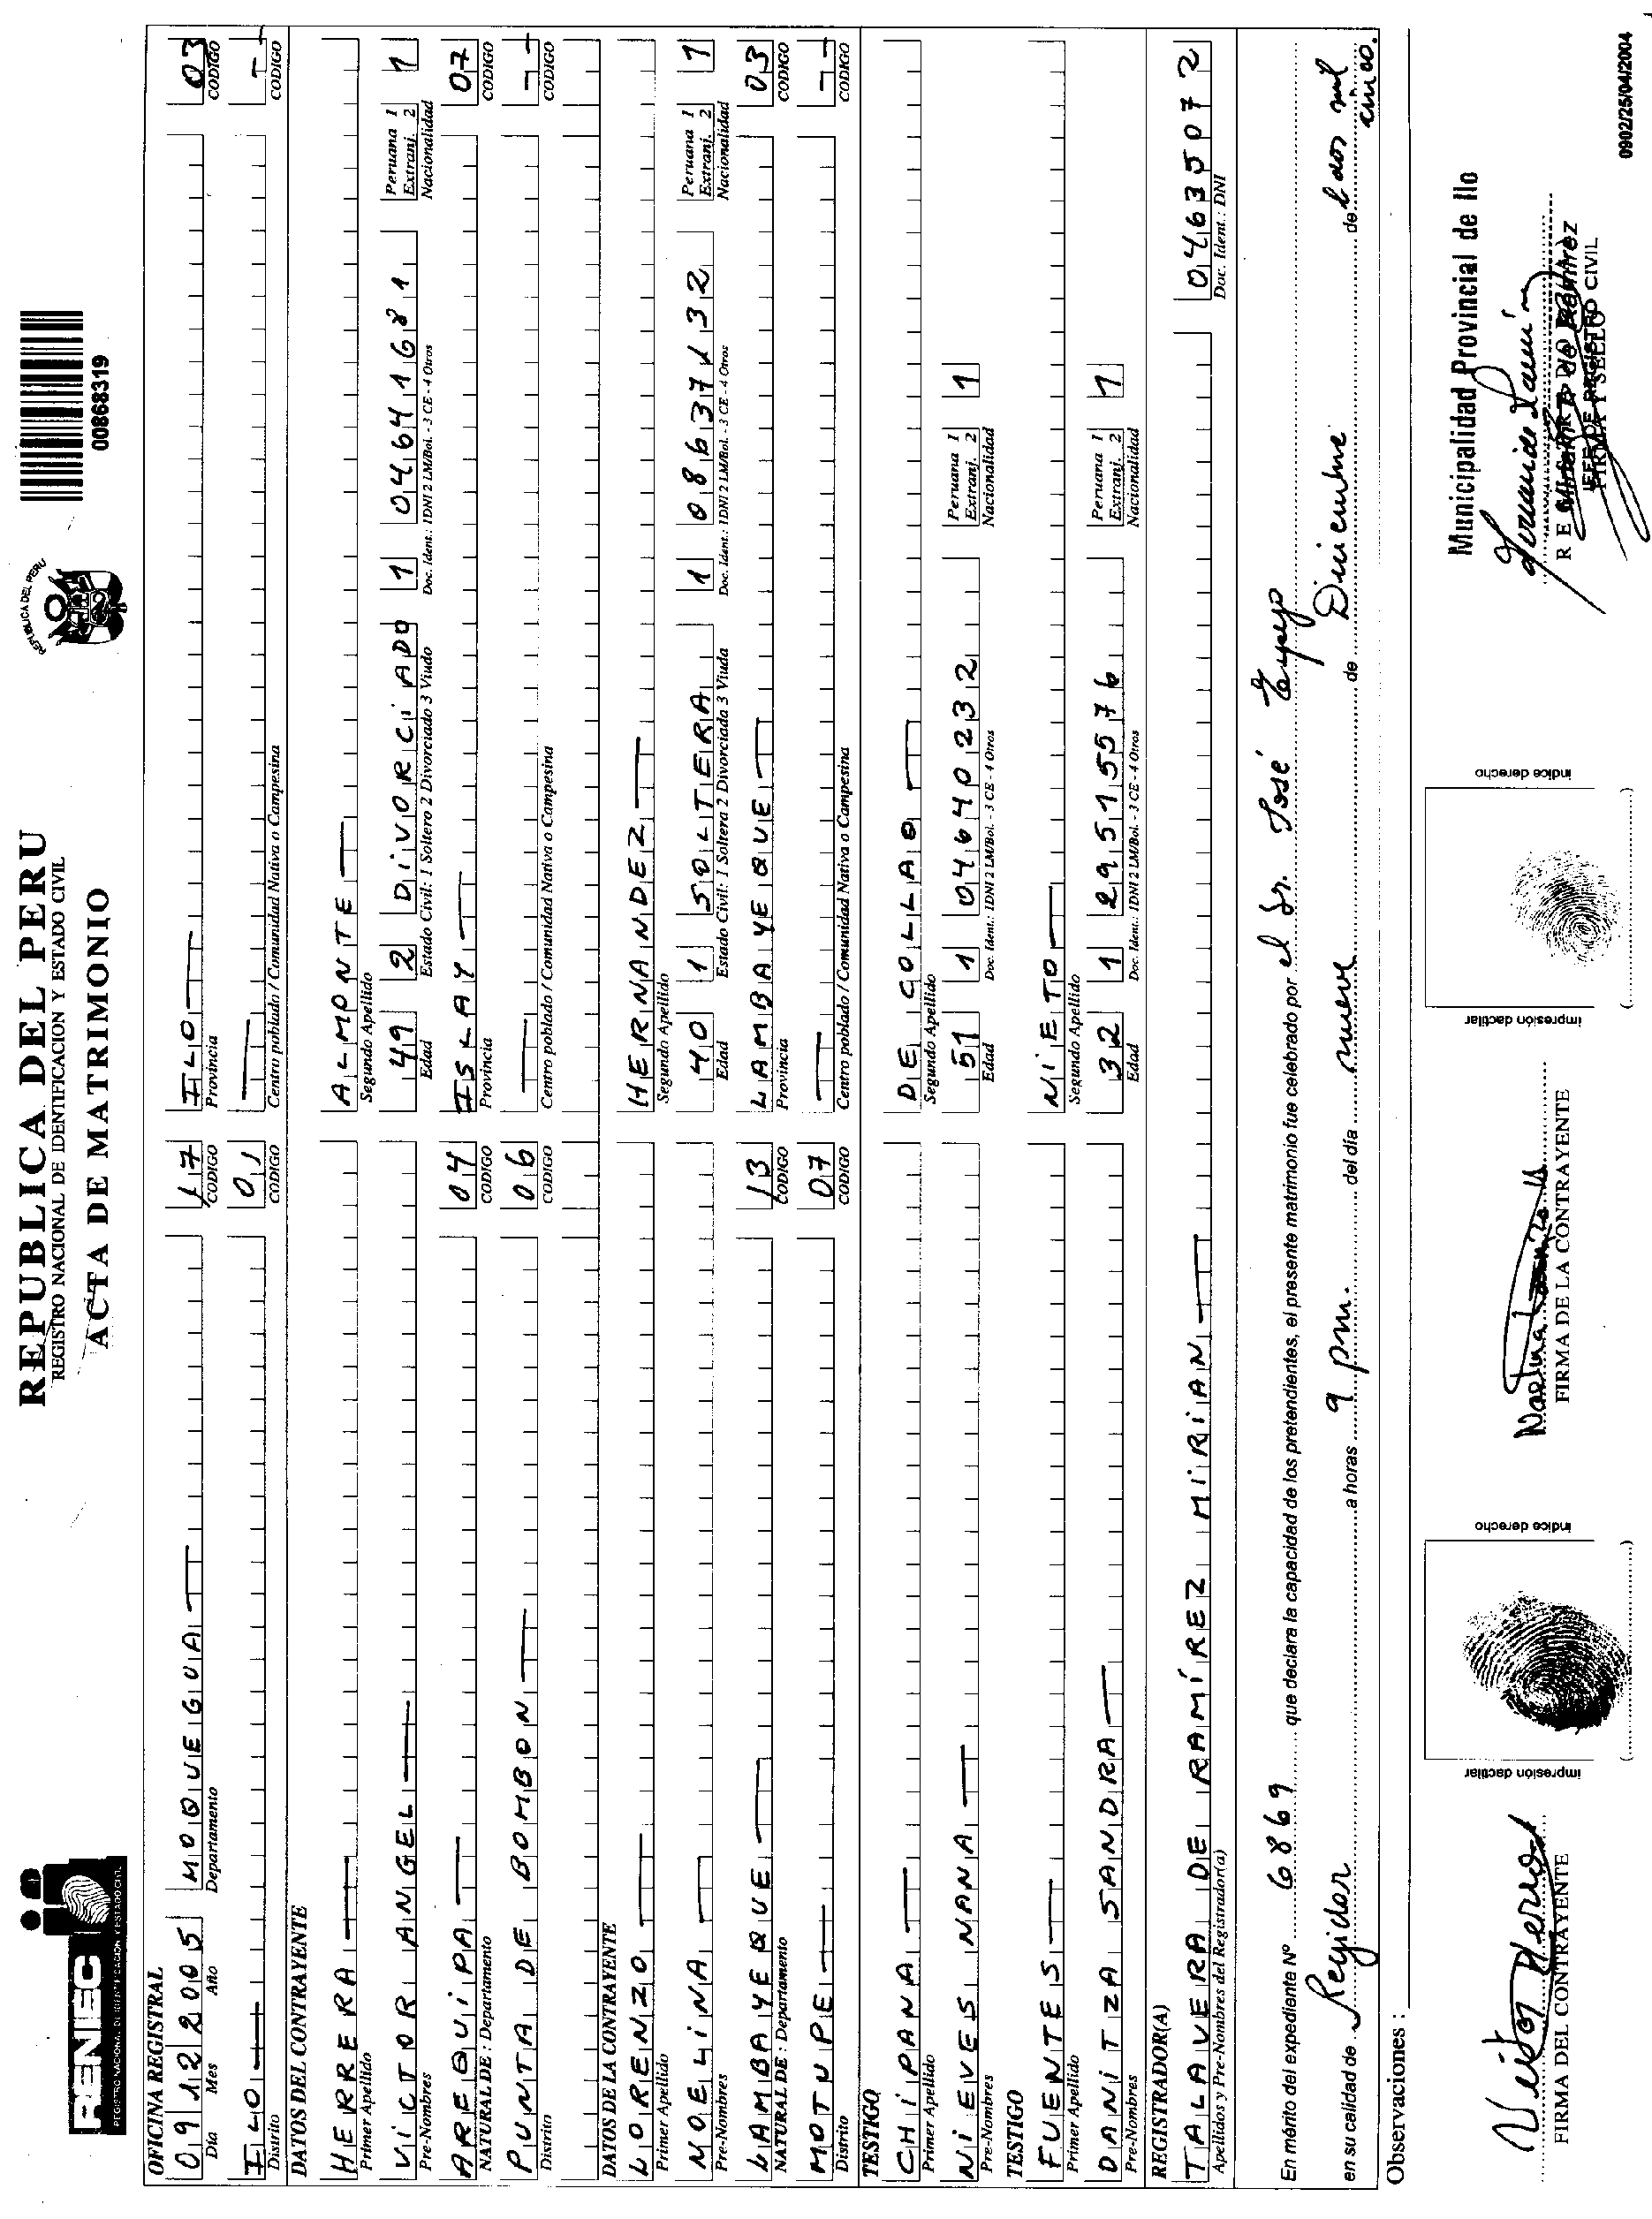 RENIEC
REGISTRO NACIONAL DE IDENTIFICACION Y ESTADO CIVIL
REPUBLICA DEL PERU
REGISTRO NACIONAL DE IDENTIFICACION Y ESTADO CIVIL
ACTA DE MATRIMONIO
REPUBLICA DEL PERU
00868319
OFICINA REGISTRAL
09 12 2005 MOQUEGUA 17 ILO 03
Dia Mes Año Departamento CODIGO Provincia CODIGO
ILO 01
Distrito CODIGO Centro poblado / Comunidad Nativa o Campesina CODIGO
DATOS DEL CONTRAYENTE
HERRERA ALMONTE
Primer Apellido Segundo Apellido
VICTOR ANGEL 49 2 DIVORCIADO 1 04641681 Peruana 1 Extranj. 2 1
Pre-Nombres Edad Estado Civil: 1 Soltero 2 Divorciado 3 Viudo Doc. Ident.: 1DNI 2 LM/Bol. - 3 CE - 4 Otros Nacionalidad
AREQUIPA 04 ISLAY 07
NATURAL DE : Departamento CODIGO Provincia CODIGO
PUNTA DE BOMBON 06
Distrito CODIGO Centro poblado / Comunidad Nativa o Campesina CODIGO
DATOS DE LA CONTRAYENTE
LORENZO HERNANDEZ
Primer Apellido Segundo Apellido
NOELINA 40 1 SOLTERA 1 08637132 Peruana 1 Extranj. 2 1
Pre-Nombres Edad Estado Civil: 1 Soltera 2 Divorciada 3 Viuda Doc. Ident.: 1DNI 2 LM/Bol. - 3 CE - 4 Otros Nacionalidad
LAMBAYEQUE 13 LAMBAYEQUE 03
NATURAL DE : Departamento CODIGO Provincia CODIGO
MOTUPE 07
Distrito CODIGO Centro poblado / Comunidad Nativa o Campesina CODIGO
TESTIGO
CHIPANA DE COLLAO
Primer Apellido Segundo Apellido
NIEVES NANA 51 1 04640232 Peruana 1 Extranj. 2 1
Pre-Nombres Edad Doc. Ident.: 1DNI 2 LM/Bol. - 3 CE - 4 Otros Nacionalidad
TESTIGO
FUENTES NIETO
Primer Apellido Segundo Apellido
DANITZA SANDRA 32 1 29515576 Peruana 1 Extranj. 2 1
Pre-Nombres Edad Doc. Ident.: 1DNI 2 LM/Bol. - 3 CE - 4 Otros Nacionalidad
REGISTRADOR(A)
TALAVERA DE RAMÍREZ MIRIAN 04635072
Apellidos y Pre-Nombres del Registrador(a) Doc. Ident.: DNI
En mérito del expediente Nº 6869 que declara la capacidad de los pretendientes, el presente matrimonio fue celebrado por el Sr. José
en su calidad de Regidor a horas 9 pm. del día nueve de Diciembre de dos mil cinco.
Observaciones :
Municipalidad Provincial de Ilo
impresión dactilar
índice derecho
impresión dactilar
índice derecho
FIRMA DEL CONTRAYENTE
FIRMA DE LA CONTRAYENTE
JEFE DE REGISTRO CIVIL
FIRMA Y SELLO
0902/25/04/2004